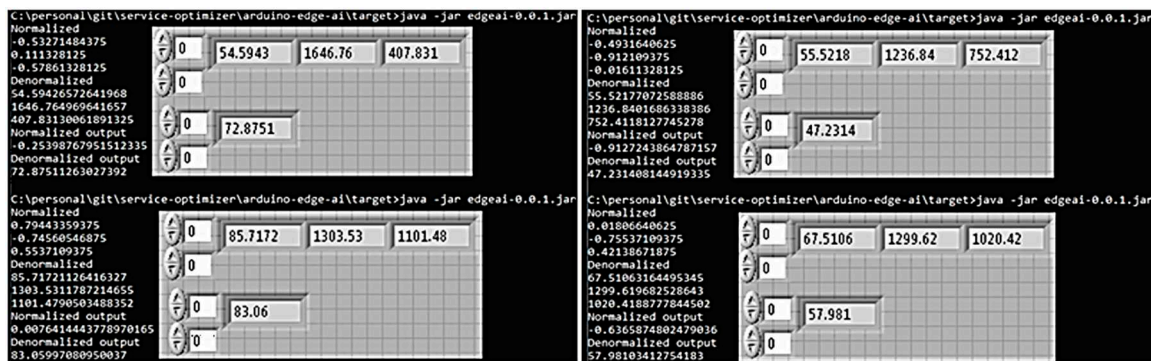 C:\personal\git\service-optimizer\arduino-edge-ai\target>java -jar edgeai-0.0.1.jar
Normalized
-0.53271484375
0.111328125
-0.57861328125
Denormalized
54.59426572641968
1646.764969641657
407.83130061891325
Normalized output
-0.25398767951512335
Denormalized output
72.87511263027392
0 54.5943 1646.76 407.831
0
0 72.8751
0
C:\personal\git\service-optimizer\arduino-edge-ai\target>java -jar edgeai-0.0.1.jar
Normalized
-0.4931640625
-0.912109375
-0.01611328125
Denormalized
55.52177072588886
1236.8401686338386
752.4118127745278
Normalized output
-0.9127243864787157
Denormalized output
47.231408144919335
0 55.5218 1236.84 752.412
0
0 47.2314
0
C:\personal\git\service-optimizer\arduino-edge-ai\target>java -jar edgeai-0.0.1.jar
Normalized
0.79443359375
-0.74560546875
0.5537109375
Denormalized
85.71721126416327
1303.5311787214655
1101.4790503488352
Normalized output
0.0076414443778970165
Denormalized output
83.05997080950037
0 85.7172 1303.53 1101.48
0
0 83.06
0
C:\personal\git\service-optimizer\arduino-edge-ai\target>java -jar edgeai-0.0.1.jar
Normalized
0.01806640625
-0.75537109375
0.42138671875
Denormalized
67.51063164495345
1299.619682528643
1020.4188777844502
Normalized output
-0.6365874802479036
Denormalized output
57.98103412754183
0 67.5106 1299.62 1020.42
0
0 57.981
0